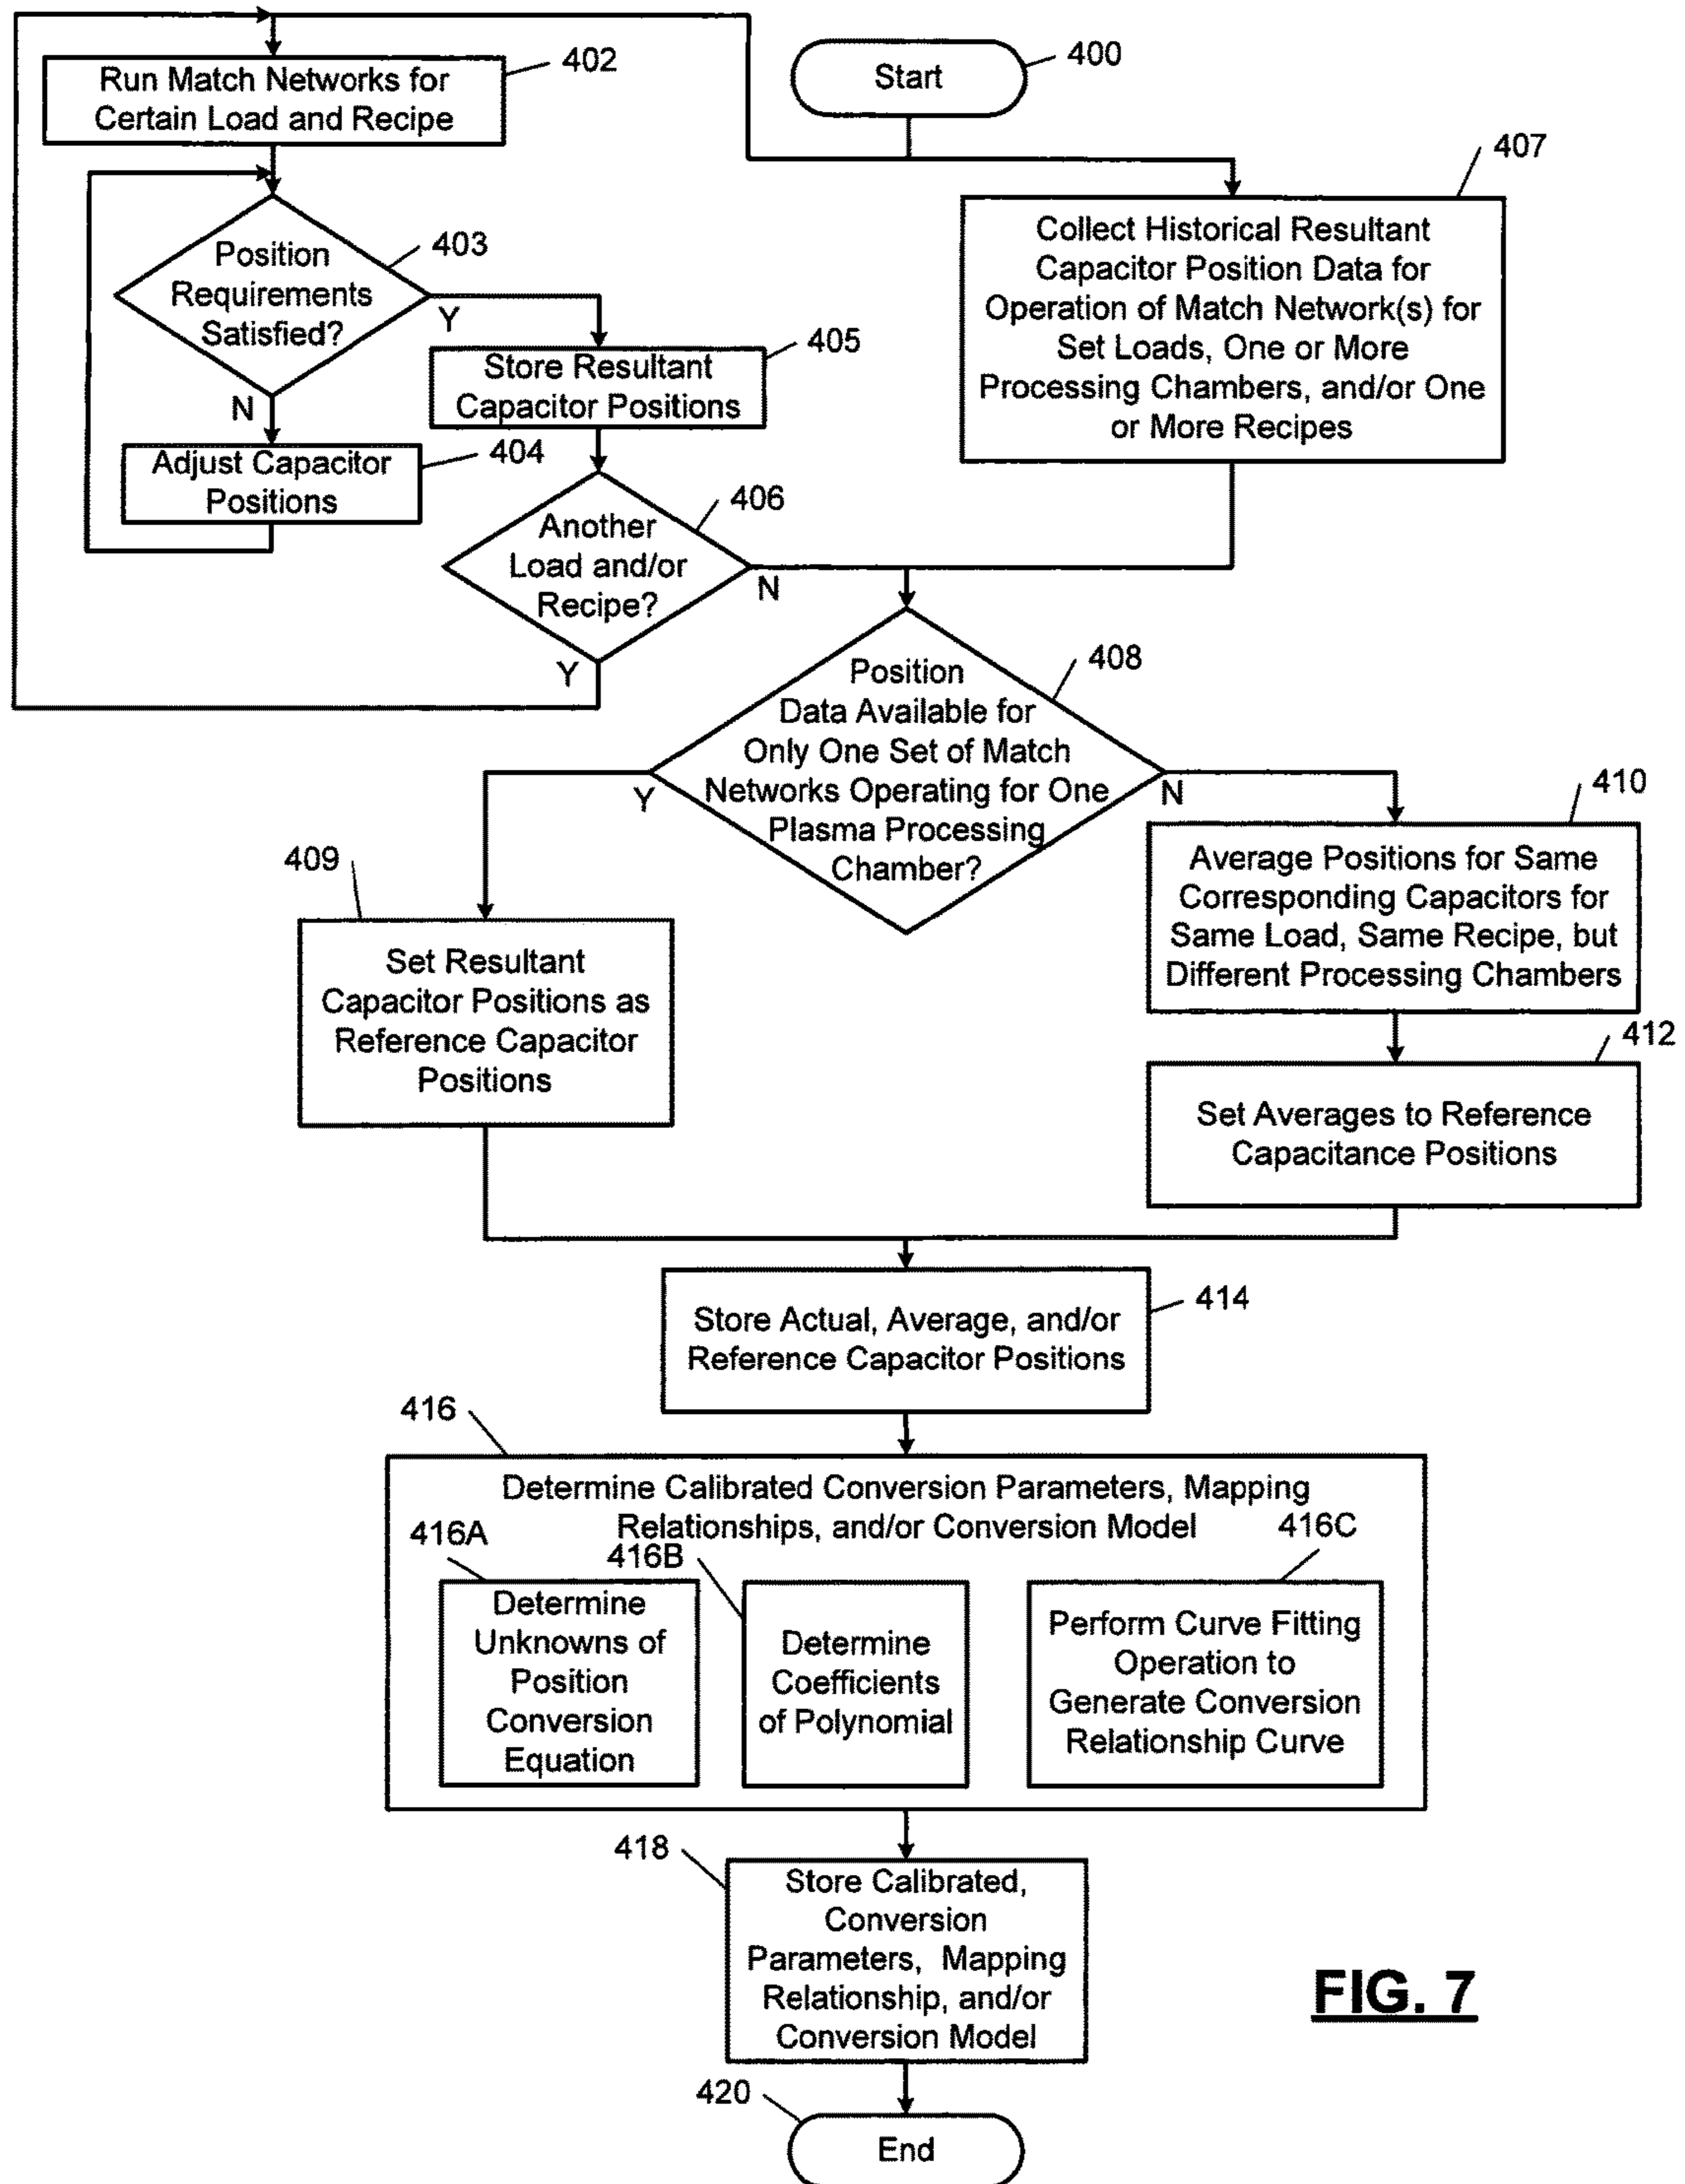 400
Start
402
Run Match Networks for
Certain Load and Recipe
403
Position
Requirements
Satisfied?
Y
N
404
Adjust Capacitor
Positions
405
Store Resultant
Capacitor Positions
406
Another
Load and/or
Recipe?
N
Y
407
Collect Historical Resultant
Capacitor Position Data for
Operation of Match Network(s) for
Set Loads, One or More
Processing Chambers, and/or One
or More Recipes
408
Position
Data Available for
Only One Set of Match
Networks Operating for One
Plasma Processing
Chamber?
Y
N
409
Set Resultant
Capacitor Positions as
Reference Capacitor
Positions
410
Average Positions for Same
Corresponding Capacitors for
Same Load, Same Recipe, but
Different Processing Chambers
412
Set Averages to Reference
Capacitance Positions
414
Store Actual, Average, and/or
Reference Capacitor Positions
416
Determine Calibrated Conversion Parameters, Mapping
Relationships, and/or Conversion Model
416A
Determine
Unknowns of
Position
Conversion
Equation
416B
Determine
Coefficients
of Polynomial
416C
Perform Curve Fitting
Operation to
Generate Conversion
Relationship Curve
418
Store Calibrated,
Conversion
Parameters, Mapping
Relationship, and/or
Conversion Model
420
End
FIG. 7